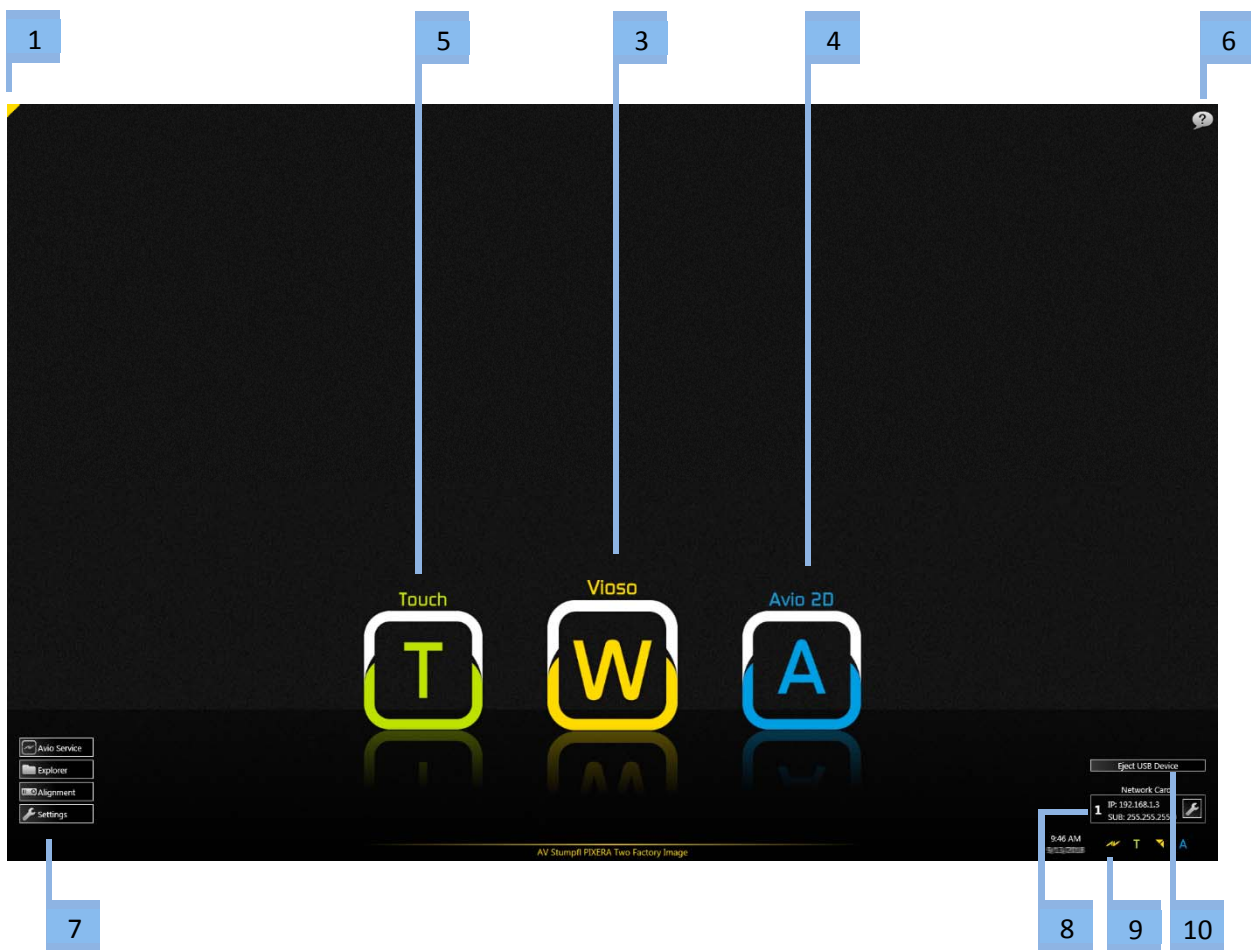 1 5 3 4 6
?
Touch Vioso Avio 2D
T W A
Avio Service
Explorer
Alignment
Settings
Eject USB Device
Network Card
1 IP: 192.168.1.3
SUB: 255.255.255
9:46 AM
T A
AV Stumpfl PIXERA Two Factory Image
7 8 9 10